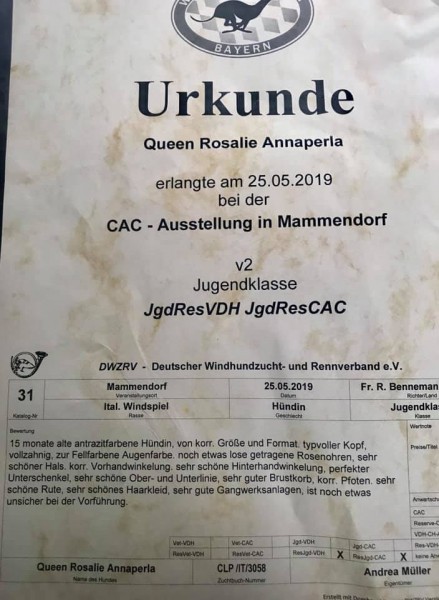 BAYERN
Urkunde
Queen Rosalie Annaperla
erlangte am 25.05.2019
bei der
CAC - Ausstellung in Mammendorf
v2
Jugendklasse
JgdResVDH JgdResCAC
DWZRV - Deutscher Windhundzucht- und Rennverband e.V.
31 Mammendorf 25.05.2019 Fr. R. Benneman
Veranstaltungsort Datum Richter/Land
Ital. Windspiel Hündin Jugendkla
Katalog-Nr Rasse Geschlecht Klasse
Bewertung Wertnote
15 monate alte antrazitfarbene Hündin, von korr. Größe und Format. typvoller Kopf,
vollzahnig, zur Fellfarbene Augenfarbe. noch etwas lose getragene Rosenohren, sehr
schöner Hals. korr. Vorhandwinkelung. sehr schöne Hinterhandwinkelung, perfekter
Unterschenkel, sehr schöne Ober- und Unterlinie, sehr guter Brustkorb, korr. Pfoten. sehr
schöne Rute, sehr schönes Haarkleid, sehr gute Gangwerksanlagen, ist noch etwas
unsicher bei der Vorführung.
Preise/Titel
Anwartsch
CAC
Reserve-C
VDH-CH-A
Vet-VDH Vet-CAC Jgd-VDH Jgd-CAC Res-VDH
ResVet-VDH ResVet-CAC ResJgd-VDH X ResJgd-CAC X keine Anw
Queen Rosalie Annaperla CLP /IT/3058 Andrea Müller
Name des Hundes Zuchtbuch-Nummer Eigentümer
Erstellt mit